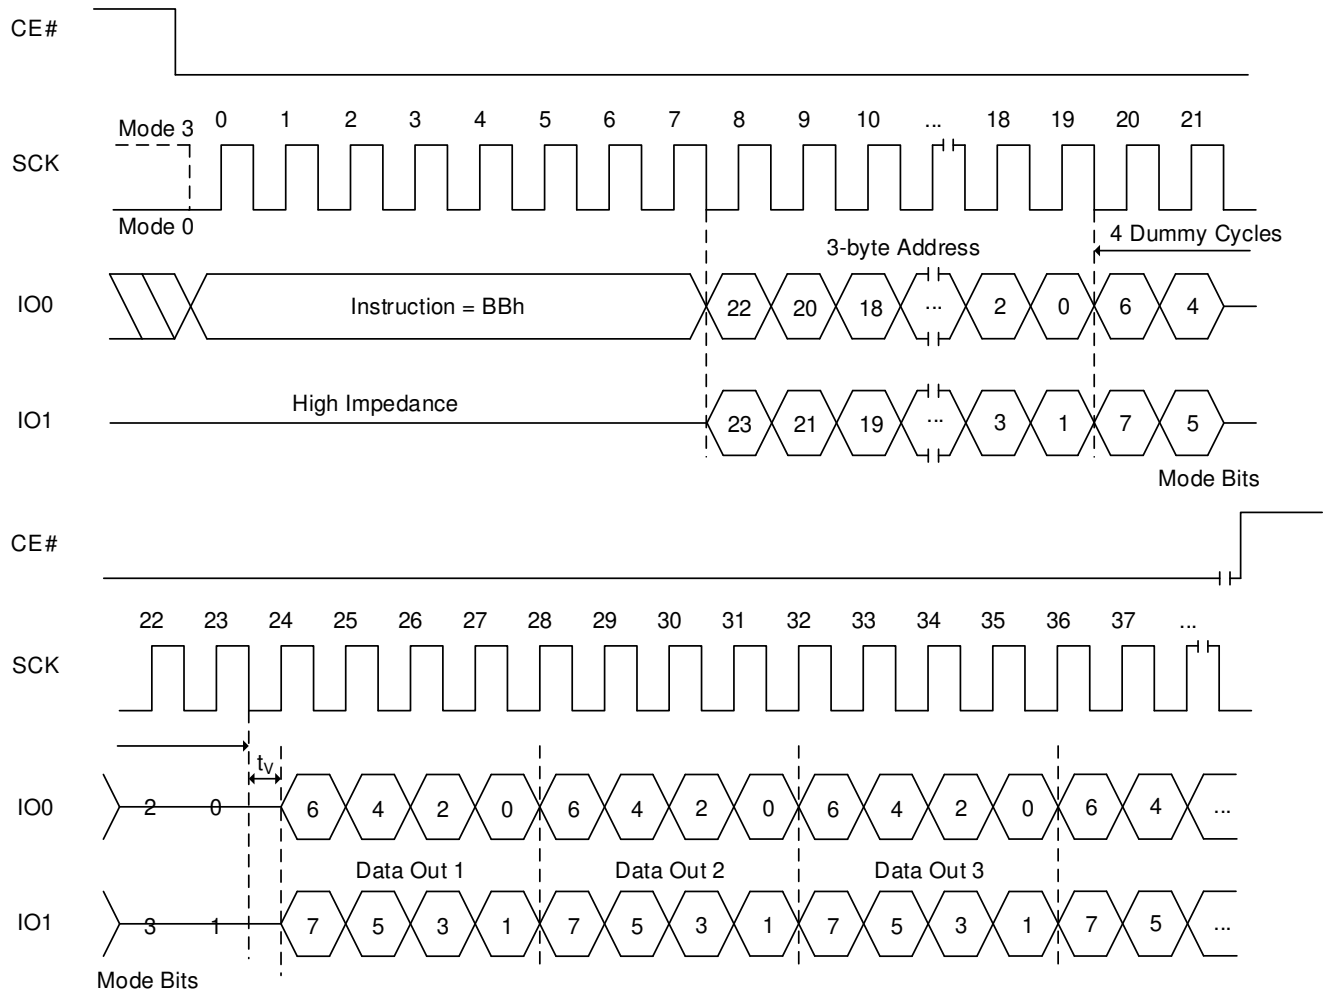 CE#
0 1 2 3 4 5 6 7 8 9 10 ... 18 19 20 21
Mode 3
SCK
Mode 0
3-byte Address
4 Dummy Cycles
IO0
Instruction = BBh
22 20 18 ... 2 0 6 4
High Impedance
IO1
23 21 19 ... 3 1 7 5
Mode Bits
CE#
22 23 24 25 26 27 28 29 30 31 32 33 34 35 36 37 ...
SCK
tV
IO0
2 0 6 4 2 0 6 4 2 0 6 4 2 0 6 4 ...
Data Out 1 Data Out 2 Data Out 3
IO1
3 1 7 5 3 1 7 5 3 1 7 5 3 1 7 5 ...
Mode Bits